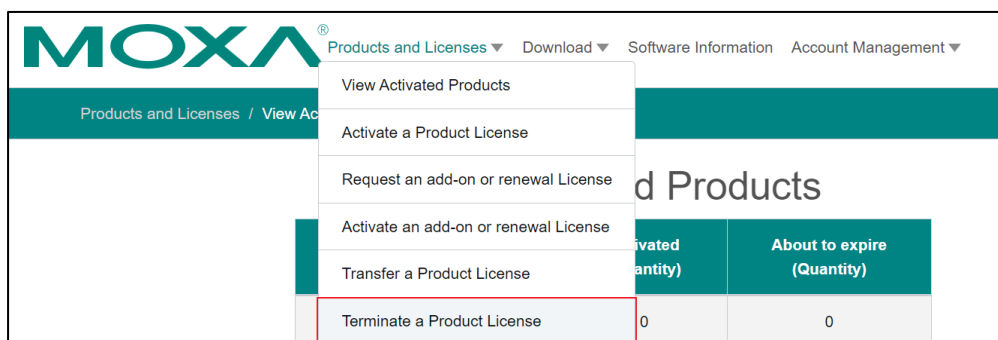 MOXA®
Products and Licenses ▼ Download ▼ Software Information Account Management ▼
Products and Licenses / View Ac
View Activated Products
Activate a Product License
Request an add-on or renewal License
Activate an add-on or renewal License
Transfer a Product License
Terminate a Product License
d Products
ivated
antity)
About to expire
(Quantity)
0 0